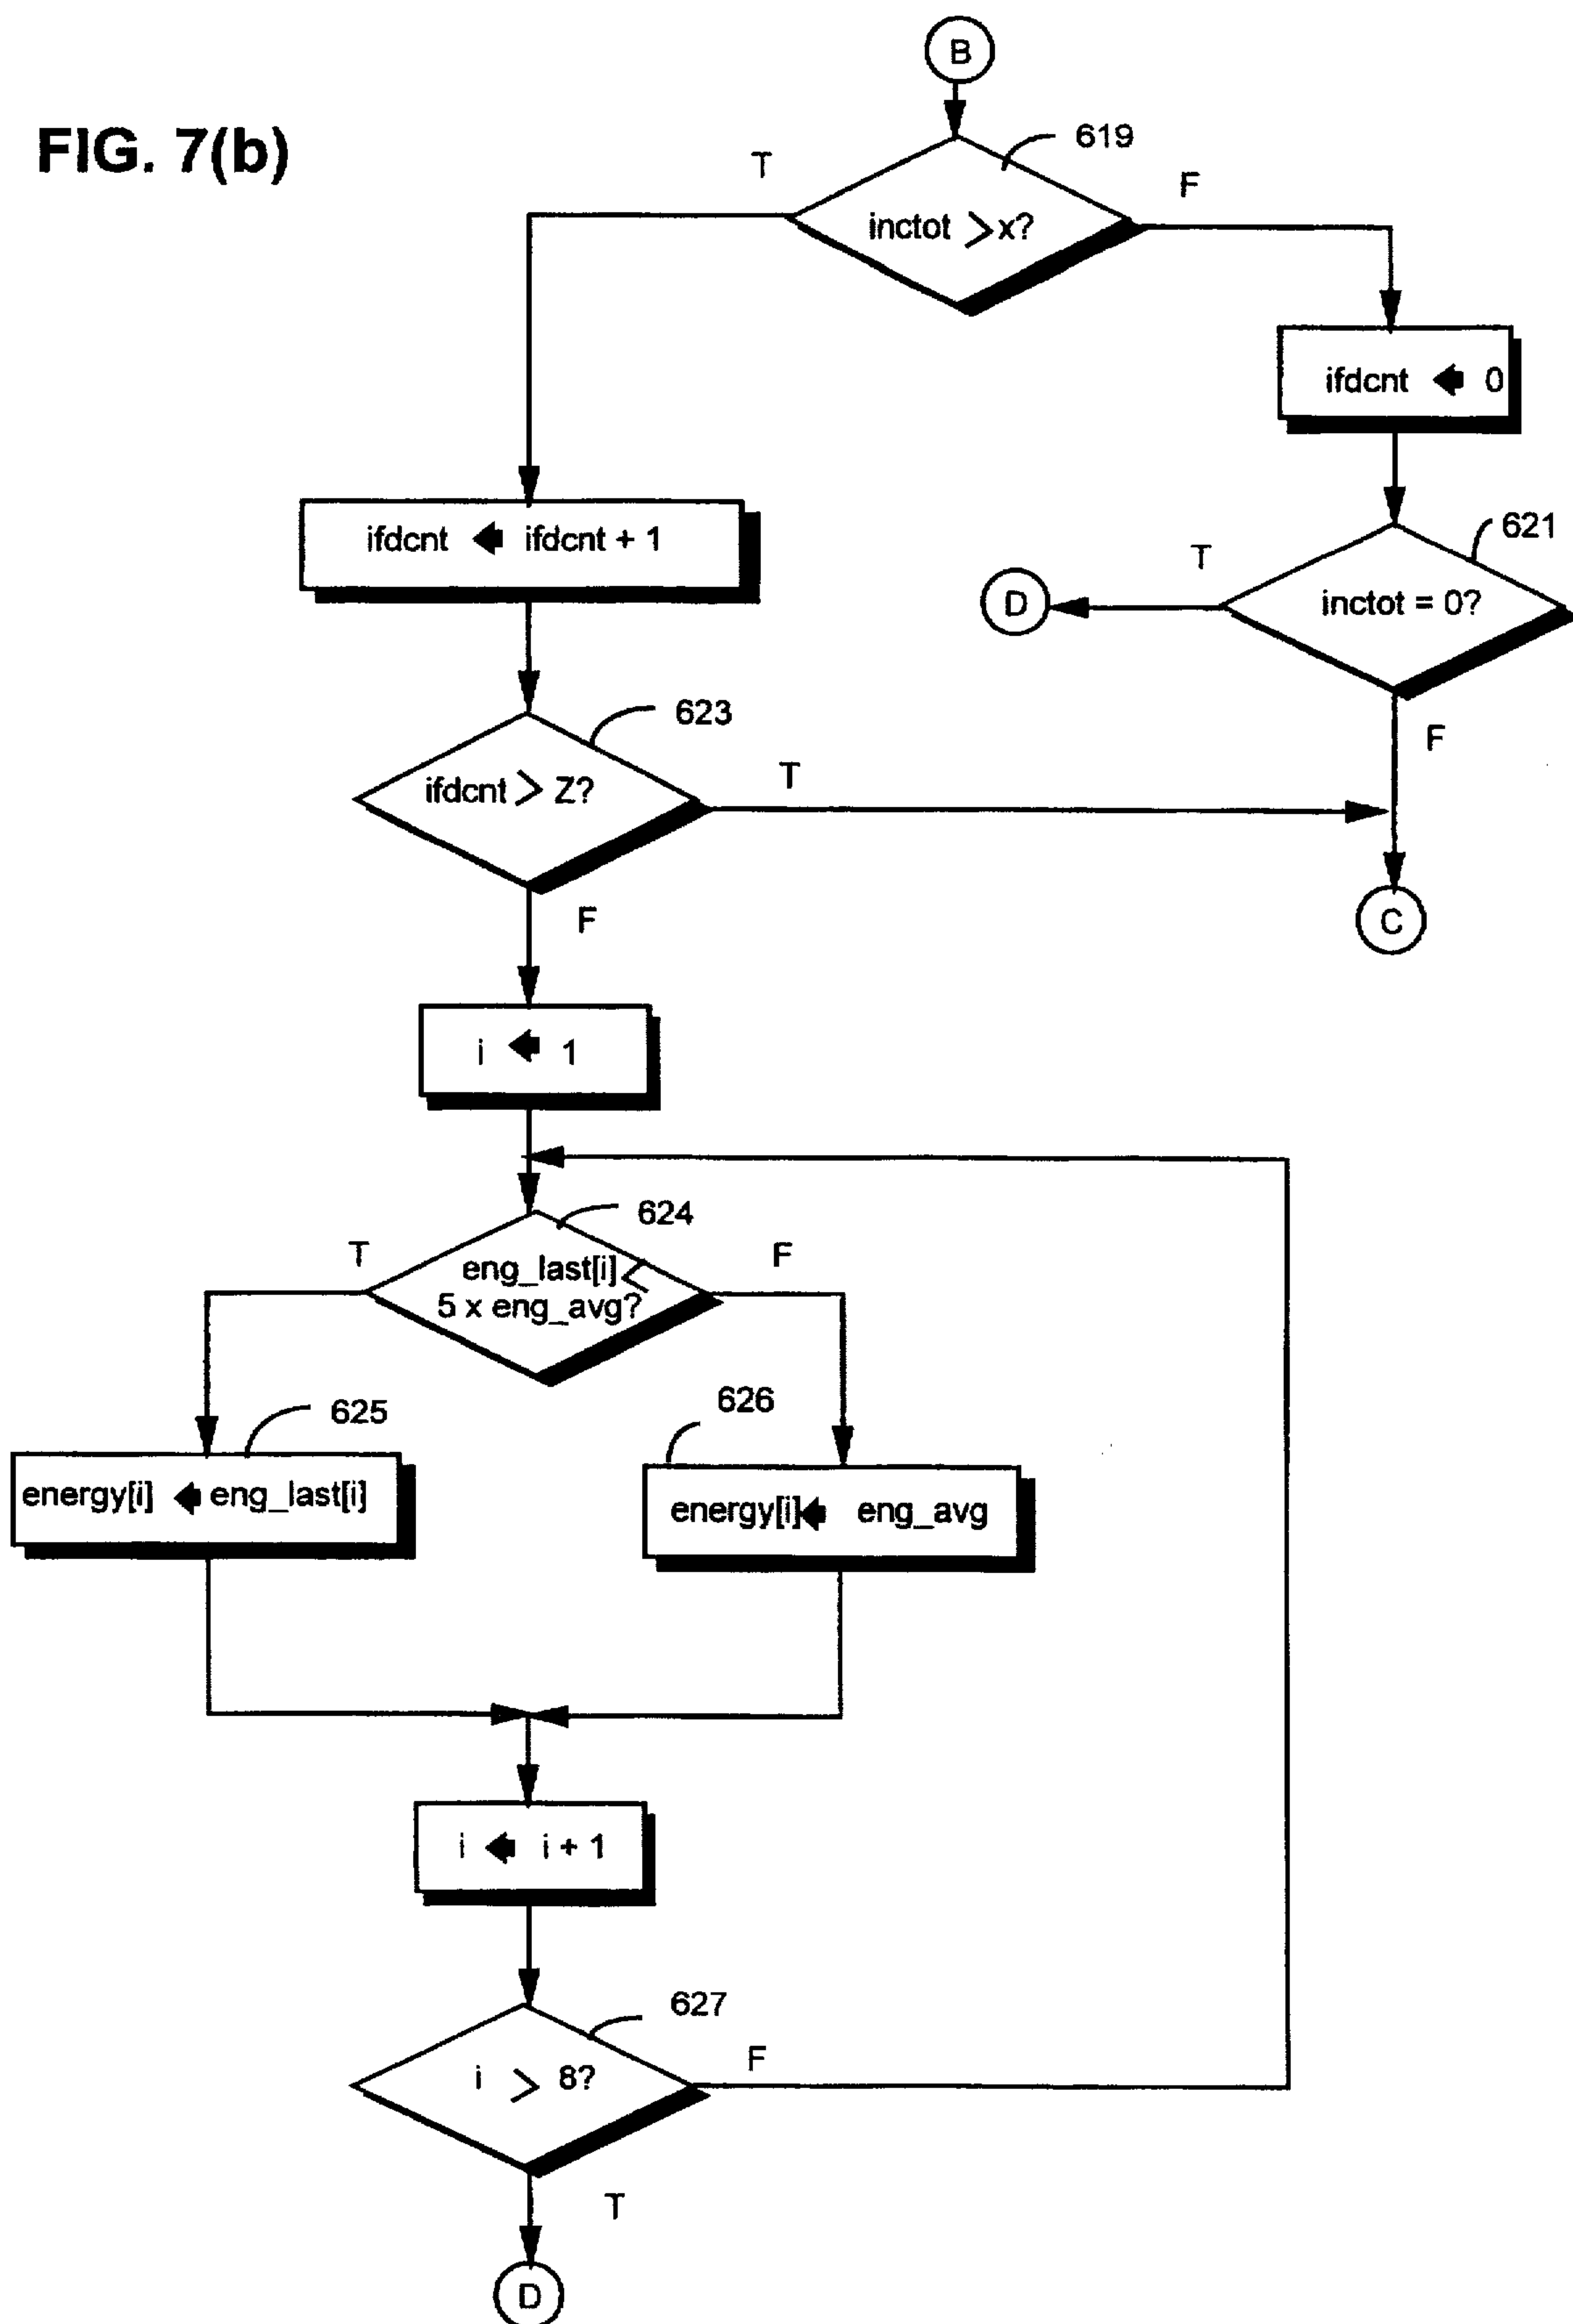 B
FIG. 7(b)
619
T
F
inctot > x?
ifdcnt ← 0
ifdcnt ← ifdcnt + 1
621
T
D
inctot = 0?
F
623
ifdcnt > Z?
T
F
C
i ← 1
624
T
F
eng_last[i] <
5 x eng_avg?
625
626
energy[i] ← eng_last[i]
energy[i] ← eng_avg
i ← i + 1
627
i > 8?
F
T
D